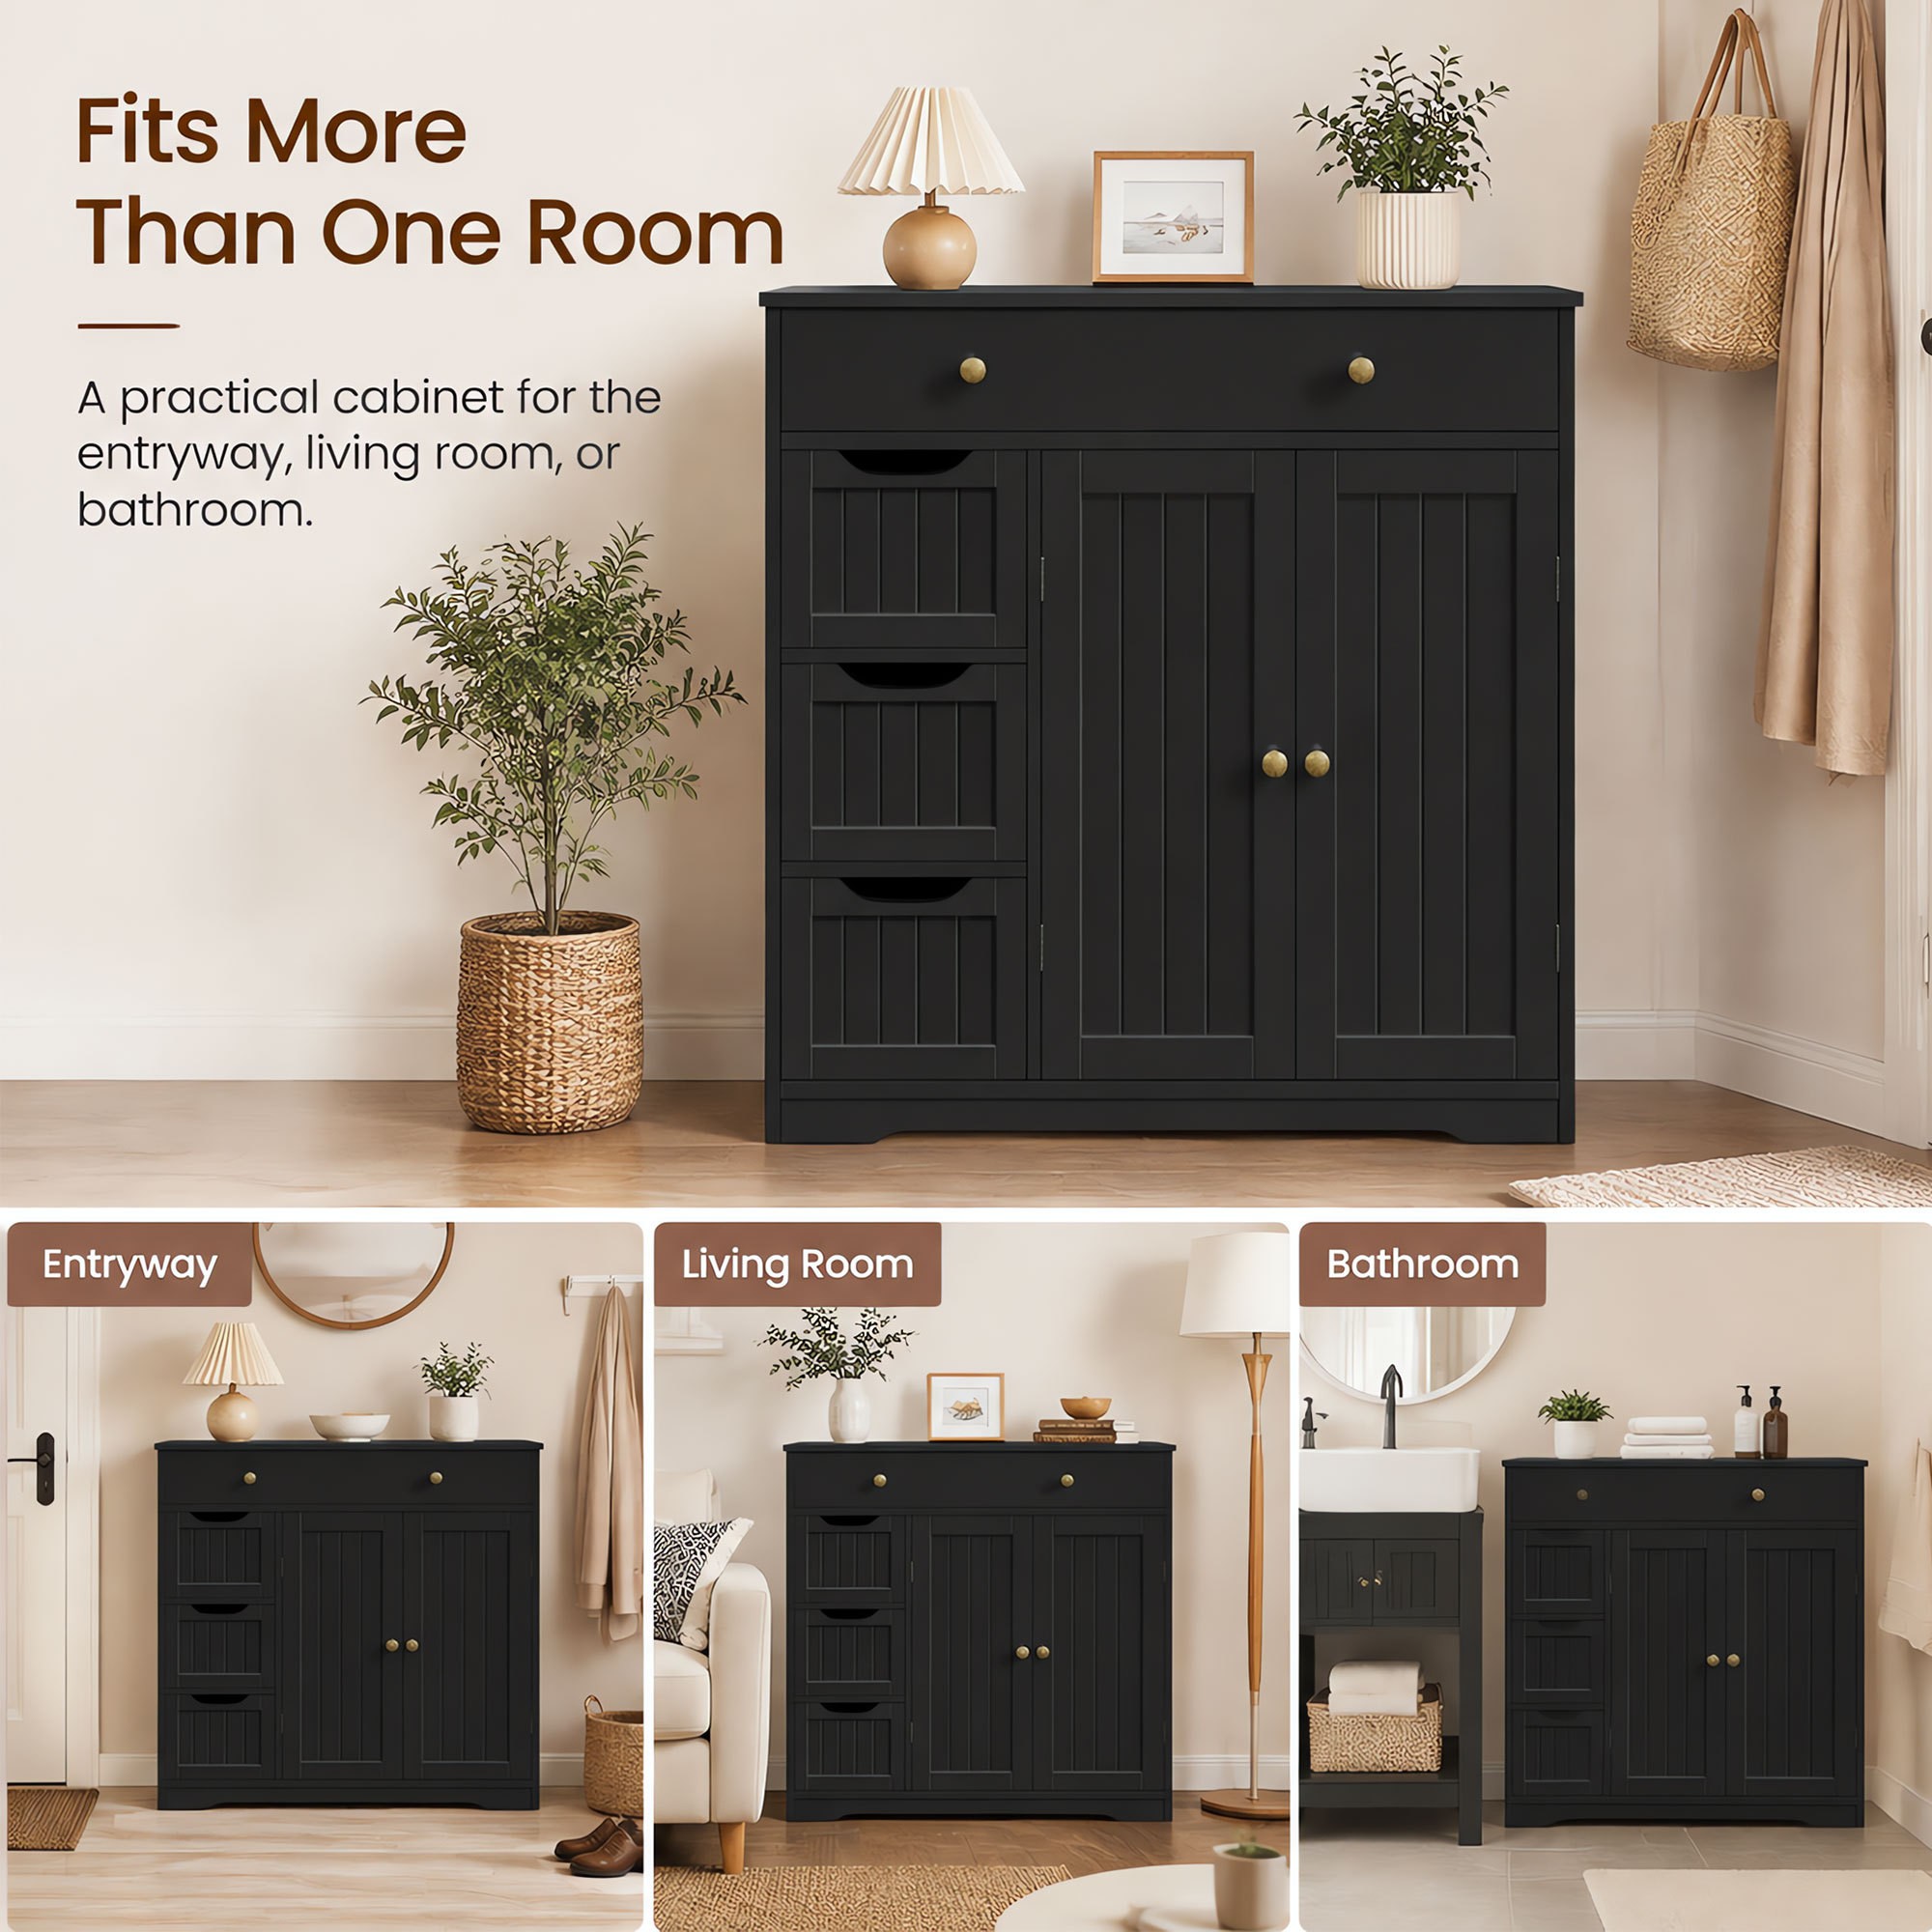 Fits More
Than One Room
A practical cabinet for the
entryway, living room, or
bathroom.
Entryway
Living Room
Bathroom